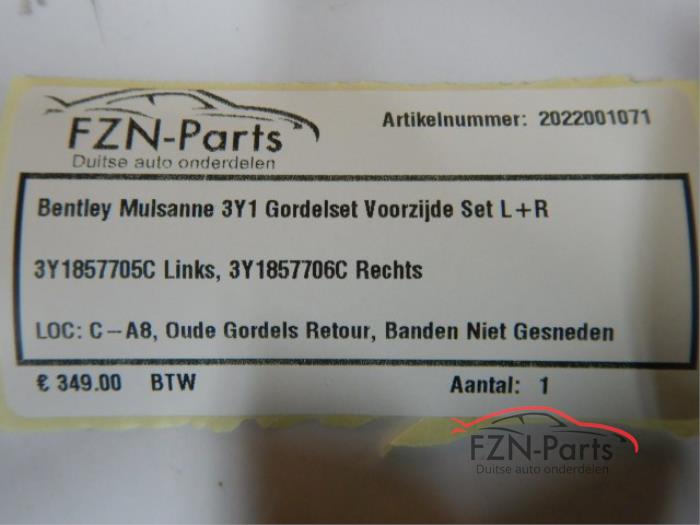 FZN-Parts
Duitse auto onderdelen
Artikelnummer: 2022001071
Bentley Mulsanne 3Y1 Gordelset Voorzijde Set L+R
3Y1857705C Links, 3Y1857706C Rechts
LOC: C-A8, Oude Gordels Retour, Banden Niet Gesneden
€ 349.00 BTW Aantal: 1
FZN-Parts
Duitse auto onderdelen